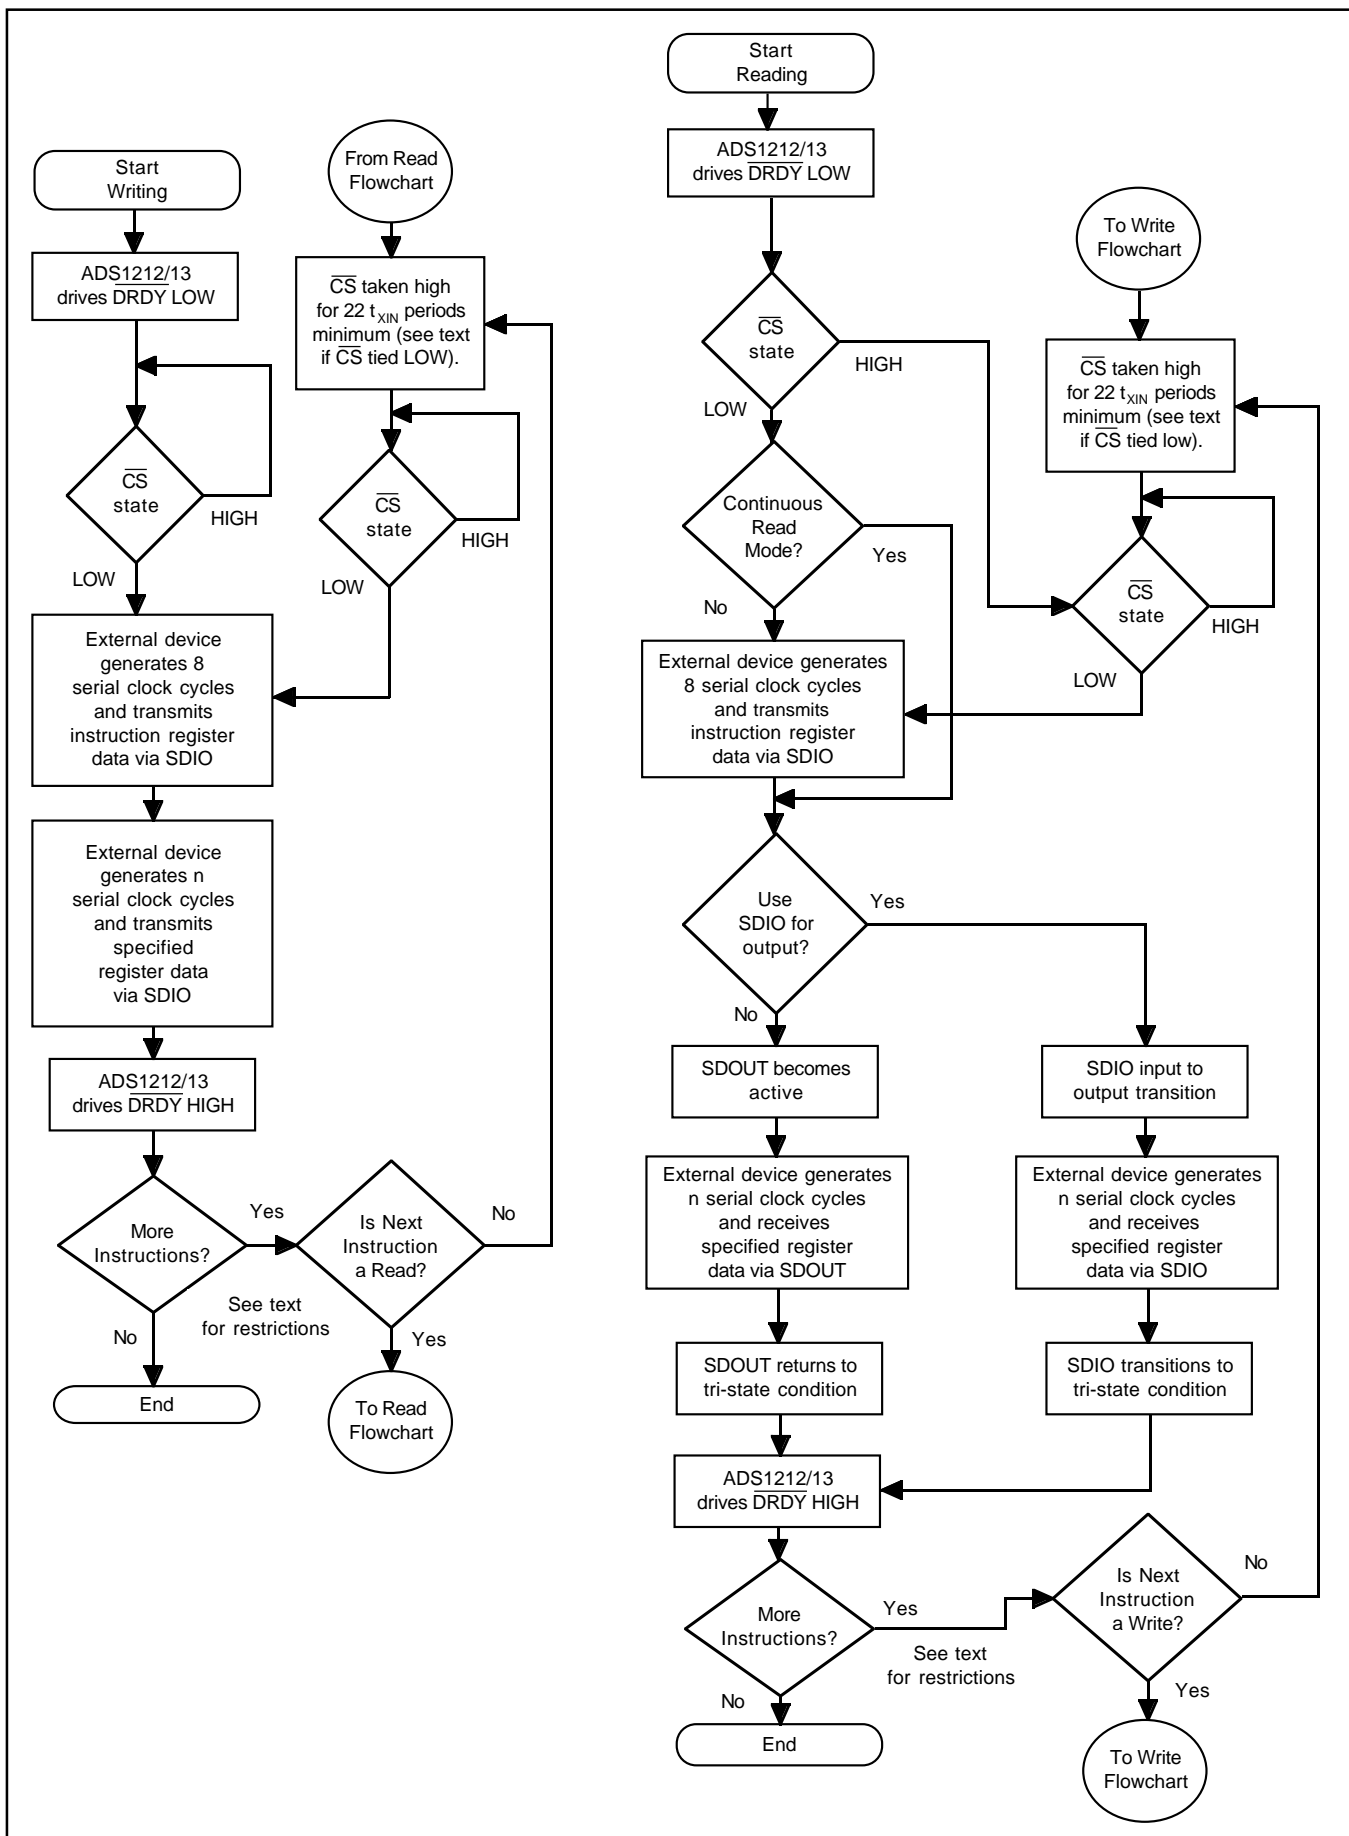 Start
Writing
ADS1212/13
drives DRDY LOW
CS
state
HIGH
LOW
External device
generates 8
serial clock cycles
and transmits
instruction register
data via SDIO
External device
generates n
serial clock cycles
and transmits
specified
register data
via SDIO
ADS1212/13
drives DRDY HIGH
More
Instructions?
Yes
No
End
See text
for restrictions
From Read
Flowchart
CS taken high
for 22 tXIN periods
minimum (see text
if CS tied LOW).
CS
state
HIGH
LOW
Is Next
Instruction
a Read?
No
Yes
To Read
Flowchart
Start
Reading
ADS1212/13
drives DRDY LOW
CS
state
HIGH
LOW
Continuous
Read
Mode?
Yes
No
External device generates
8 serial clock cycles
and transmits
instruction register
data via SDIO
Use
SDIO for
output?
Yes
No
SDOUT becomes
active
External device generates
n serial clock cycles
and receives
specified register
data via SDOUT
SDOUT returns to
tri-state condition
ADS1212/13
drives DRDY HIGH
More
Instructions?
Yes
No
End
See text
for restrictions
To Write
Flowchart
CS taken high
for 22 tXIN periods
minimum (see text
if CS tied low).
CS
state
HIGH
LOW
SDIO input to
output transition
External device generates
n serial clock cycles
and receives
specified register
data via SDIO
SDIO transitions to
tri-state condition
Is Next
Instruction
a Write?
No
Yes
To Write
Flowchart